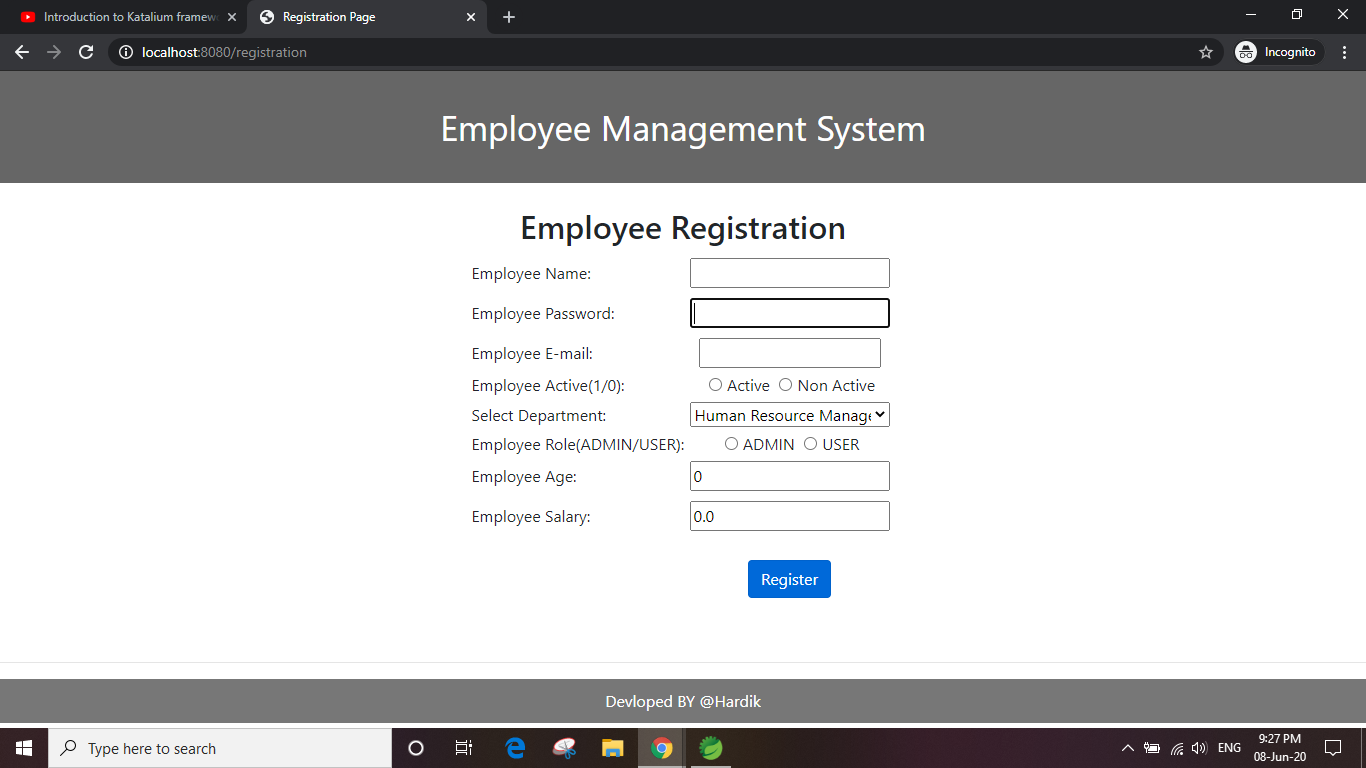 Introduction to Katalium framew
Registration Page
localhost:8080/registration
Incognito
Employee Management System
Employee Registration
Employee Name:
Employee Password:
Employee E-mail:
Employee Active(1/0): Active Non Active
Select Department: Human Resource Manage
Employee Role(ADMIN/USER): ADMIN USER
Employee Age: 0
Employee Salary: 0.0
Register
Devloped BY @Hardik
Type here to search
ENG
9:27 PM
08-Jun-20